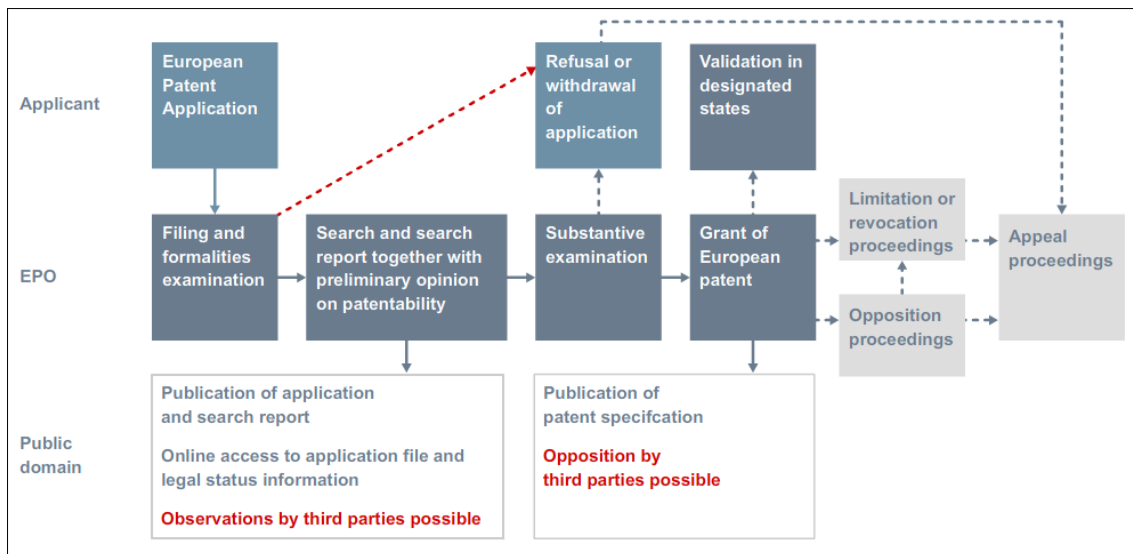 Applicant
European
Patent
Application
Refusal or
withdrawal
of
application
Validation in
designated
states
EPO
Filing and
formalities
examination
Search and search
report together with
preliminary opinion
on patentability
Substantive
examination
Grant of
European
patent
Limitation or
revocation
proceedings
Opposition
proceedings
Appeal
proceedings
Public
domain
Publication of application
and search report
Online access to application file and
legal status information
Observations by third parties possible
Publication of
patent specifcation
Opposition by
third parties possible